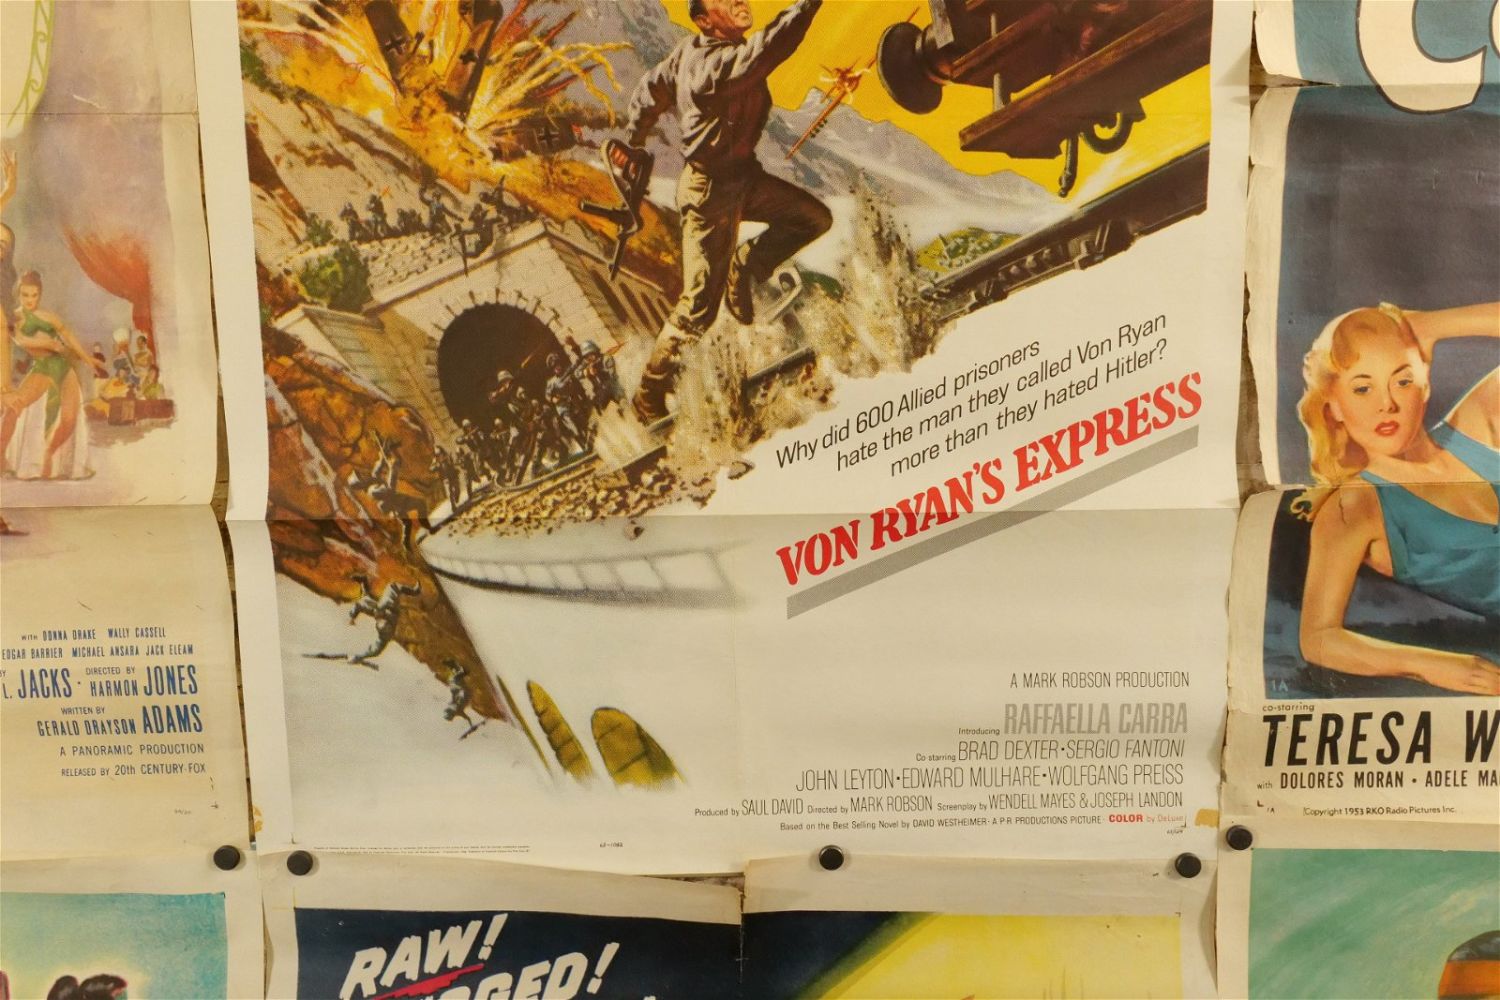 Why did 600 Allied prisoners
hate the man they called Von Ryan
more than they hated Hitler?
VON RYAN'S EXPRESS
A MARK ROBSON PRODUCTION
Introducing RAFFAELLA CARRA
Co-starring BRAD DEXTER · SERGIO FANTONI
JOHN LEYTON · EDWARD MULHARE · WOLFGANG PREISS
Produced by SAUL DAVID Directed by MARK ROBSON Screenplay by WENDELL MAYES & JOSEPH LANDON
Based on the Best Selling Novel by DAVID WESTHEIMER · A P·R PRODUCTIONS PICTURE · COLOR by DeLuxe
WITH DONNA DRAKE WALLY CASSELL
EDGAR BARRIER MICHAEL ANSARA JACK ELEAM
L. JACKS · DIRECTED BY HARMON JONES
WRITTEN BY
GERALD DRAYSON ADAMS
A PANORAMIC PRODUCTION
RELEASED BY 20th CENTURY-FOX
co-starring
TERESA W
with DOLORES MORAN · ADELE MA
Copyright 1953 RKO Radio Pictures Inc.
RAW!
GED!